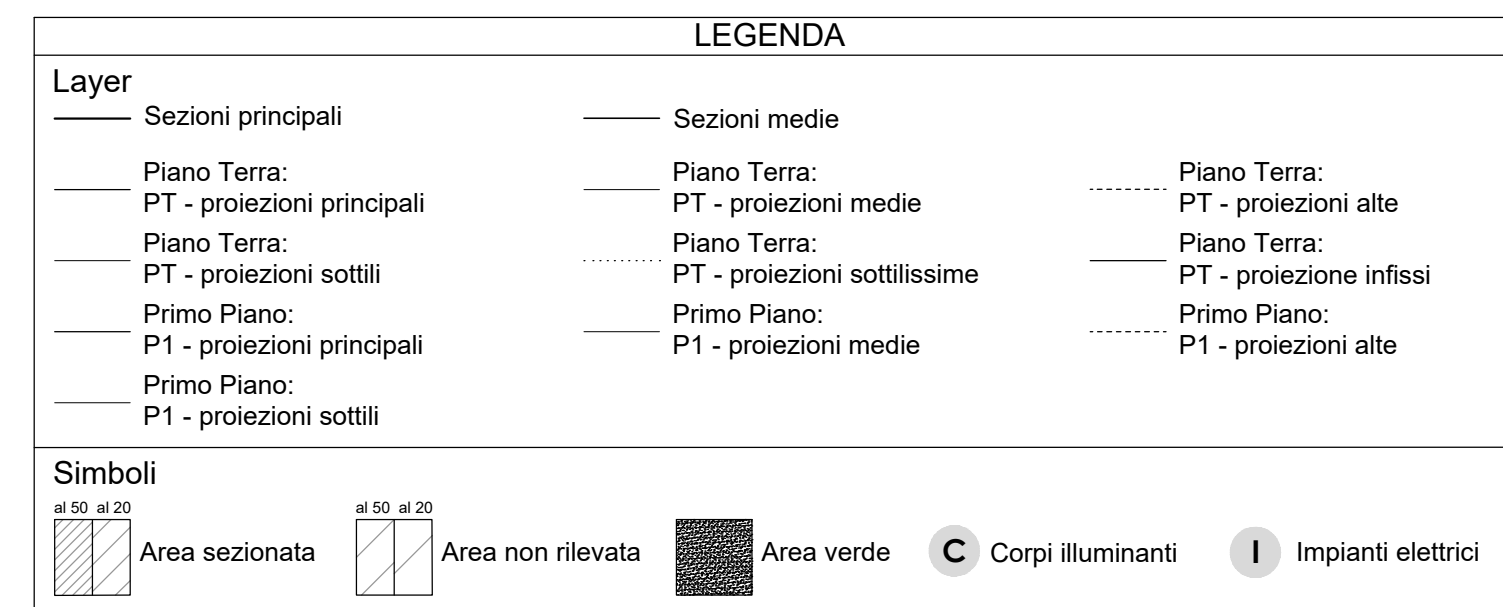 LEGENDA
Layer
Sezioni principali
Sezioni medie
Piano Terra:
PT - proiezioni principali
Piano Terra:
PT - proiezioni medie
Piano Terra:
PT - proiezioni alte
Piano Terra:
PT - proiezioni sottili
Piano Terra:
PT - proiezioni sottilissime
Piano Terra:
PT - proiezione infissi
Primo Piano:
P1 - proiezioni principali
Primo Piano:
P1 - proiezioni medie
Primo Piano:
P1 - proiezioni alte
Primo Piano:
P1 - proiezioni sottili
Simboli
al 50 al 20
Area sezionata
al 50 al 20
Area non rilevata
Area verde
C Corpi illuminanti
I Impianti elettrici